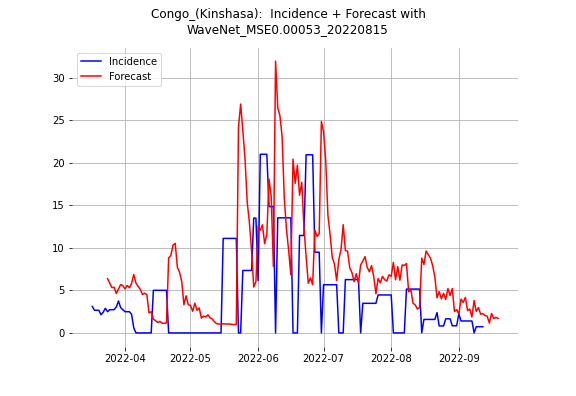 Congo_(Kinshasa):  Incidence + Forecast with
WaveNet_MSE0.00053_20220815
Incidence
Forecast
30
25
20
15
10
5
0
2022-04 2022-05 2022-06 2022-07 2022-08 2022-09